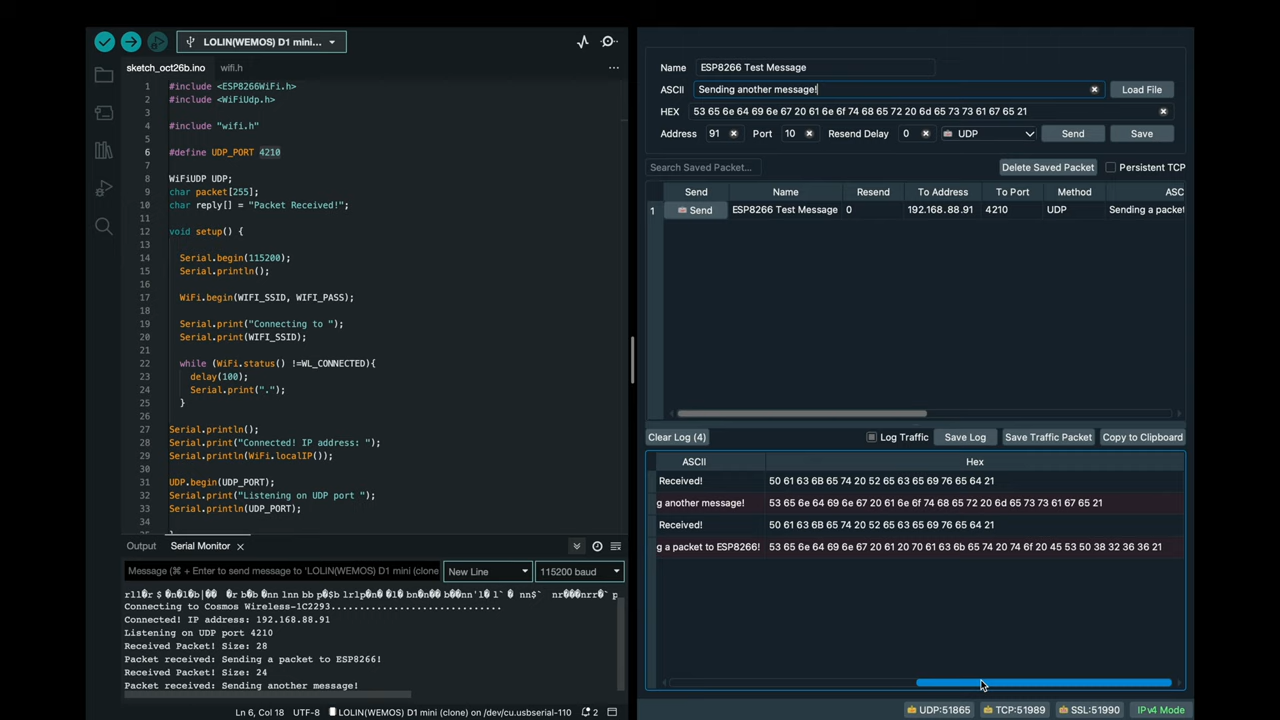 LOLIN(WEMOS) D1 mini...
sketch_oct26b.ino
wifi.h
1 #include <ESP8266WiFi.h>
2 #include <WiFiUdp.h>
3
4 #include "wifi.h"
5
6 #define UDP_PORT 4210
7
8 WiFiUDP UDP;
9 char packet[255];
10 char reply[] = "Packet Received!";
11
12 void setup() {
13
14 Serial.begin(115200);
15 Serial.println();
16
17 WiFi.begin(WIFI_SSID, WIFI_PASS);
18
19 Serial.print("Connecting to ");
20 Serial.print(WIFI_SSID);
21
22 while (WiFi.status() !=WL_CONNECTED){
23 delay(100);
24 Serial.print(".");
25 }
26
27 Serial.println();
28 Serial.print("Connected! IP address: ");
29 Serial.println(WiFi.localIP());
30
31 UDP.begin(UDP_PORT);
32 Serial.print("Listening on UDP port ");
33 Serial.println(UDP_PORT);
34
Output Serial Monitor
Message (⌘ + Enter to send message to 'LOLIN(WEMOS) D1 mini (clone) New Line 115200 baud
Connecting to Cosmos Wireless-1C2293................................
Connected! IP address: 192.168.88.91
Listening on UDP port 4210
Received Packet! Size: 28
Packet received: Sending a packet to ESP8266!
Received Packet! Size: 24
Packet received: Sending another message!
Ln 6, Col 18 UTF-8 LOLIN(WEMOS) D1 mini (clone) on /dev/cu.usbserial-110 2
Name ESP8266 Test Message
ASCII Sending another message! Load File
HEX 53 65 6e 64 69 6e 67 20 61 6e 6f 74 68 65 72 20 6d 65 73 73 61 67 65 21
Address 91 Port 10 Resend Delay 0 UDP Send Save
Search Saved Packet... Delete Saved Packet Persistent TCP
Send Name Resend To Address To Port Method ASC
1 Send ESP8266 Test Message 0 192.168.88.91 4210 UDP Sending a packet
Clear Log (4) Log Traffic Save Log Save Traffic Packet Copy to Clipboard
ASCII Hex
Received! 50 61 63 6B 65 74 20 52 65 63 65 69 76 65 64 21
g another message! 53 65 6e 64 69 6e 67 20 61 6e 6f 74 68 65 72 20 6d 65 73 73 61 67 65 21
Received! 50 61 63 6B 65 74 20 52 65 63 65 69 76 65 64 21
g a packet to ESP8266! 53 65 6e 64 69 6e 67 20 61 20 70 61 63 6b 65 74 20 74 6f 20 45 53 50 38 32 36 36 21
UDP:51865 TCP:51989 SSL:51990 IPv4 Mode